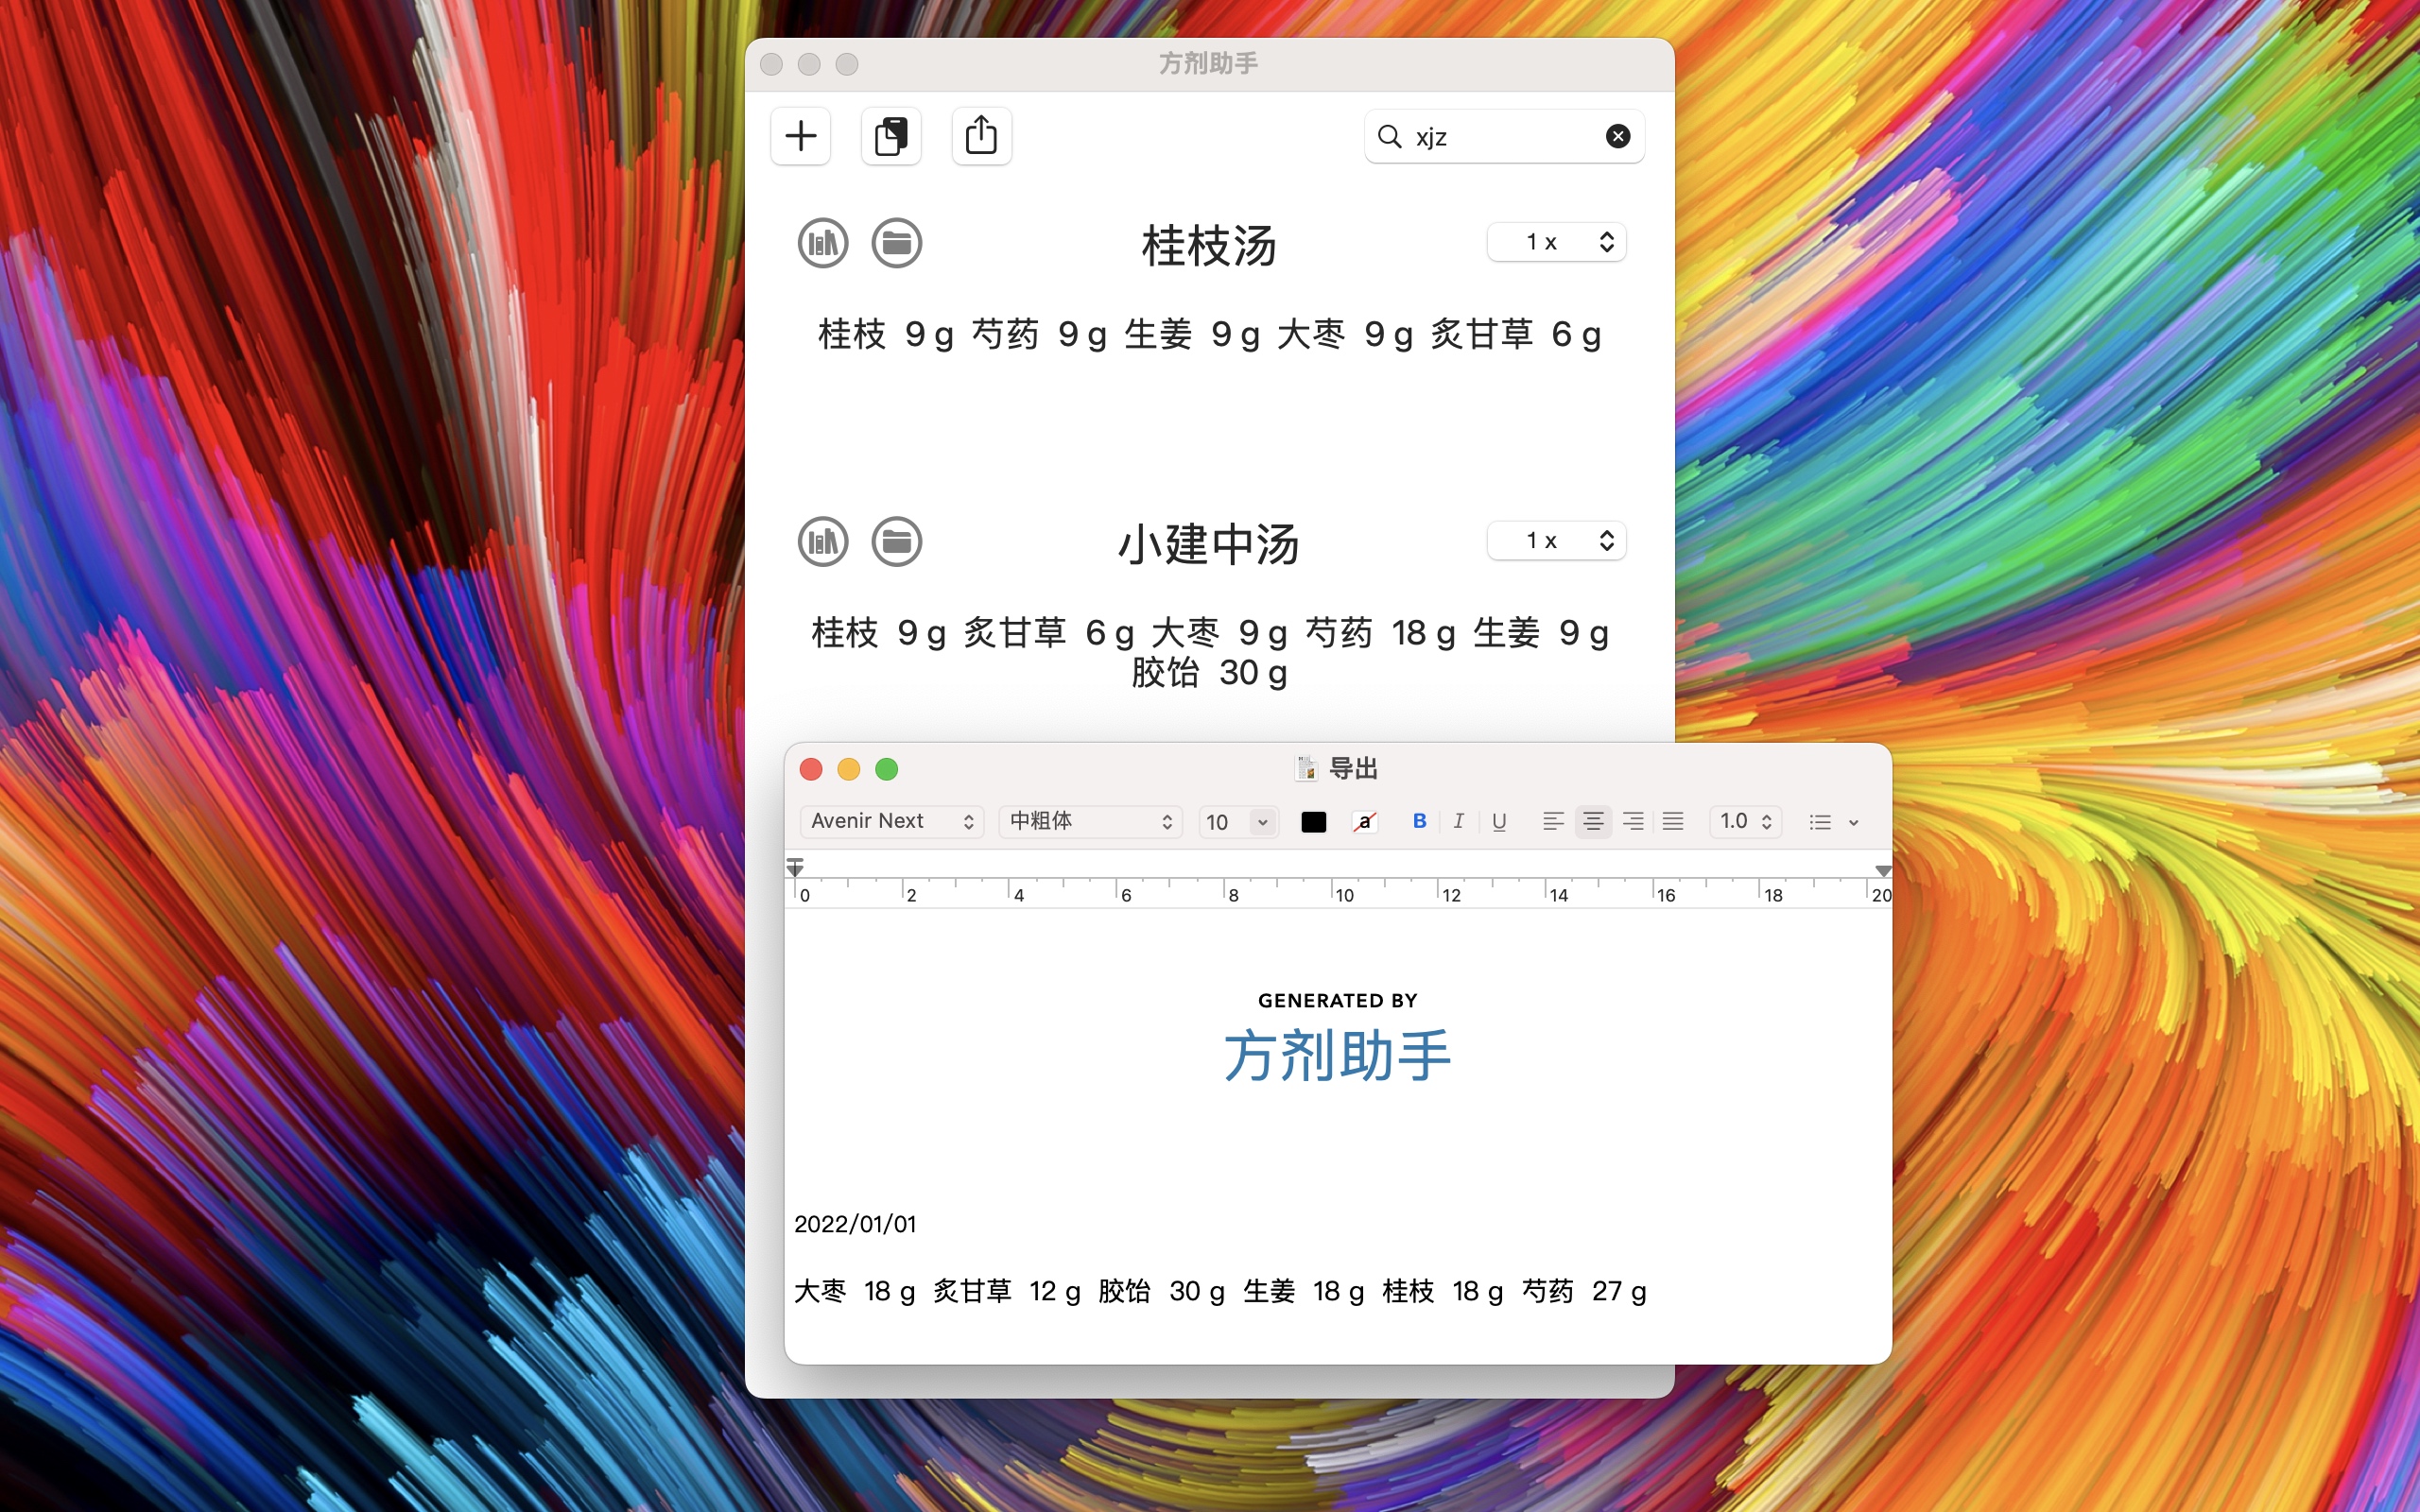 方剂助手
xjz
桂枝汤
1 x
桂枝 9 g 芍药 9 g 生姜 9 g 大枣 9 g 炙甘草 6 g
小建中汤
1 x
桂枝 9 g 炙甘草 6 g 大枣 9 g 芍药 18 g 生姜 9 g
胶饴 30 g
导出
Avenir Next 中粗体 10 a B I U 1.0
0 2 4 6 8 10 12 14 16 18 20
GENERATED BY
方剂助手
2022/01/01
大枣 18 g 炙甘草 12 g 胶饴 30 g 生姜 18 g 桂枝 18 g 芍药 27 g